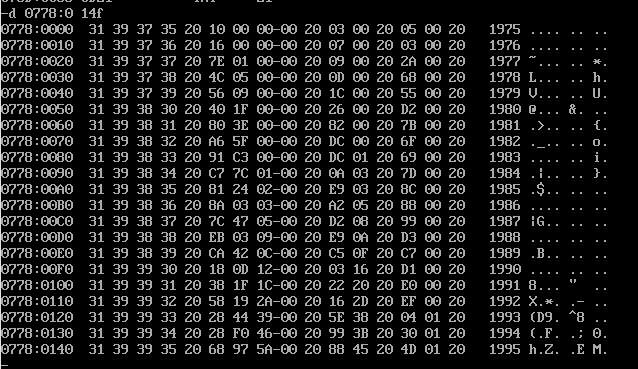 -d 0778:0 14f
0778:0000 31 39 37 35 20 10 00 00-00 20 03 00 20 05 00 20 1975 .... .. ..
0778:0010 31 39 37 36 20 16 00 00-00 20 07 00 20 03 00 20 1976 .... .. ..
0778:0020 31 39 37 37 20 7E 01 00-00 20 09 00 20 2A 00 20 1977 ~... .. *.
0778:0030 31 39 37 38 20 4C 05 00-00 20 0D 00 20 68 00 20 1978 L... .. h.
0778:0040 31 39 37 39 20 56 09 00-00 20 1C 00 20 55 00 20 1979 V... .. U.
0778:0050 31 39 38 30 20 40 1F 00-00 20 26 00 20 D2 00 20 1980 @... &. ..
0778:0060 31 39 38 31 20 80 3E 00-00 20 82 00 20 7B 00 20 1981 .>.. .. {.
0778:0070 31 39 38 32 20 A6 5F 00-00 20 DC 00 20 6F 00 20 1982 ._.. .. o.
0778:0080 31 39 38 33 20 91 C3 00-00 20 DC 01 20 69 00 20 1983 .... .. i.
0778:0090 31 39 38 34 20 C7 7C 01-00 20 0A 03 20 7D 00 20 1984 .|.. .. }.
0778:00A0 31 39 38 35 20 81 24 02-00 20 E9 03 20 8C 00 20 1985 .$.. .. ..
0778:00B0 31 39 38 36 20 8A 03 03-00 20 A2 05 20 88 00 20 1986 .... .. ..
0778:00C0 31 39 38 37 20 7C 47 05-00 20 D2 08 20 99 00 20 1987 |G.. .. ..
0778:00D0 31 39 38 38 20 EB 03 09-00 20 E9 0A 20 D3 00 20 1988 .... .. ..
0778:00E0 31 39 38 39 20 CA 42 0C-00 20 C5 0F 20 C7 00 20 1989 .B.. .. ..
0778:00F0 31 39 39 30 20 18 0D 12-00 20 03 16 20 D1 00 20 1990 .... .. ..
0778:0100 31 39 39 31 20 38 1F 1C-00 20 22 20 20 E0 00 20 1991 8... " ..
0778:0110 31 39 39 32 20 58 19 2A-00 20 16 2D 20 EF 00 20 1992 X.*. .- ..
0778:0120 31 39 39 33 20 28 44 39-00 20 5E 38 20 04 01 20 1993 (D9. ^8 ..
0778:0130 31 39 39 34 20 28 F0 46-00 20 99 3B 20 30 01 20 1994 (.F. .; 0.
0778:0140 31 39 39 35 20 68 97 5A-00 20 88 45 20 4D 01 20 1995 h.Z. .E M.
-